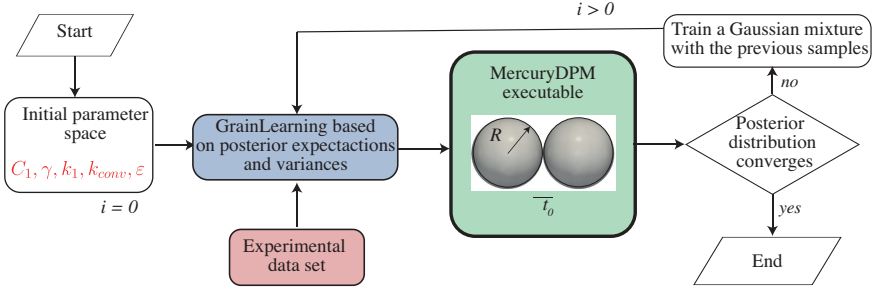 Start
Initial parameter
space
C₁, γ, k₁, k_conv, ε
i = 0
GrainLearning based
on posterior expectactions
and variances
Experimental
data set
MercuryDPM
executable
R
t₀
i > 0
Train a Gaussian mixture
with the previous samples
no
Posterior
distribution
converges
yes
End